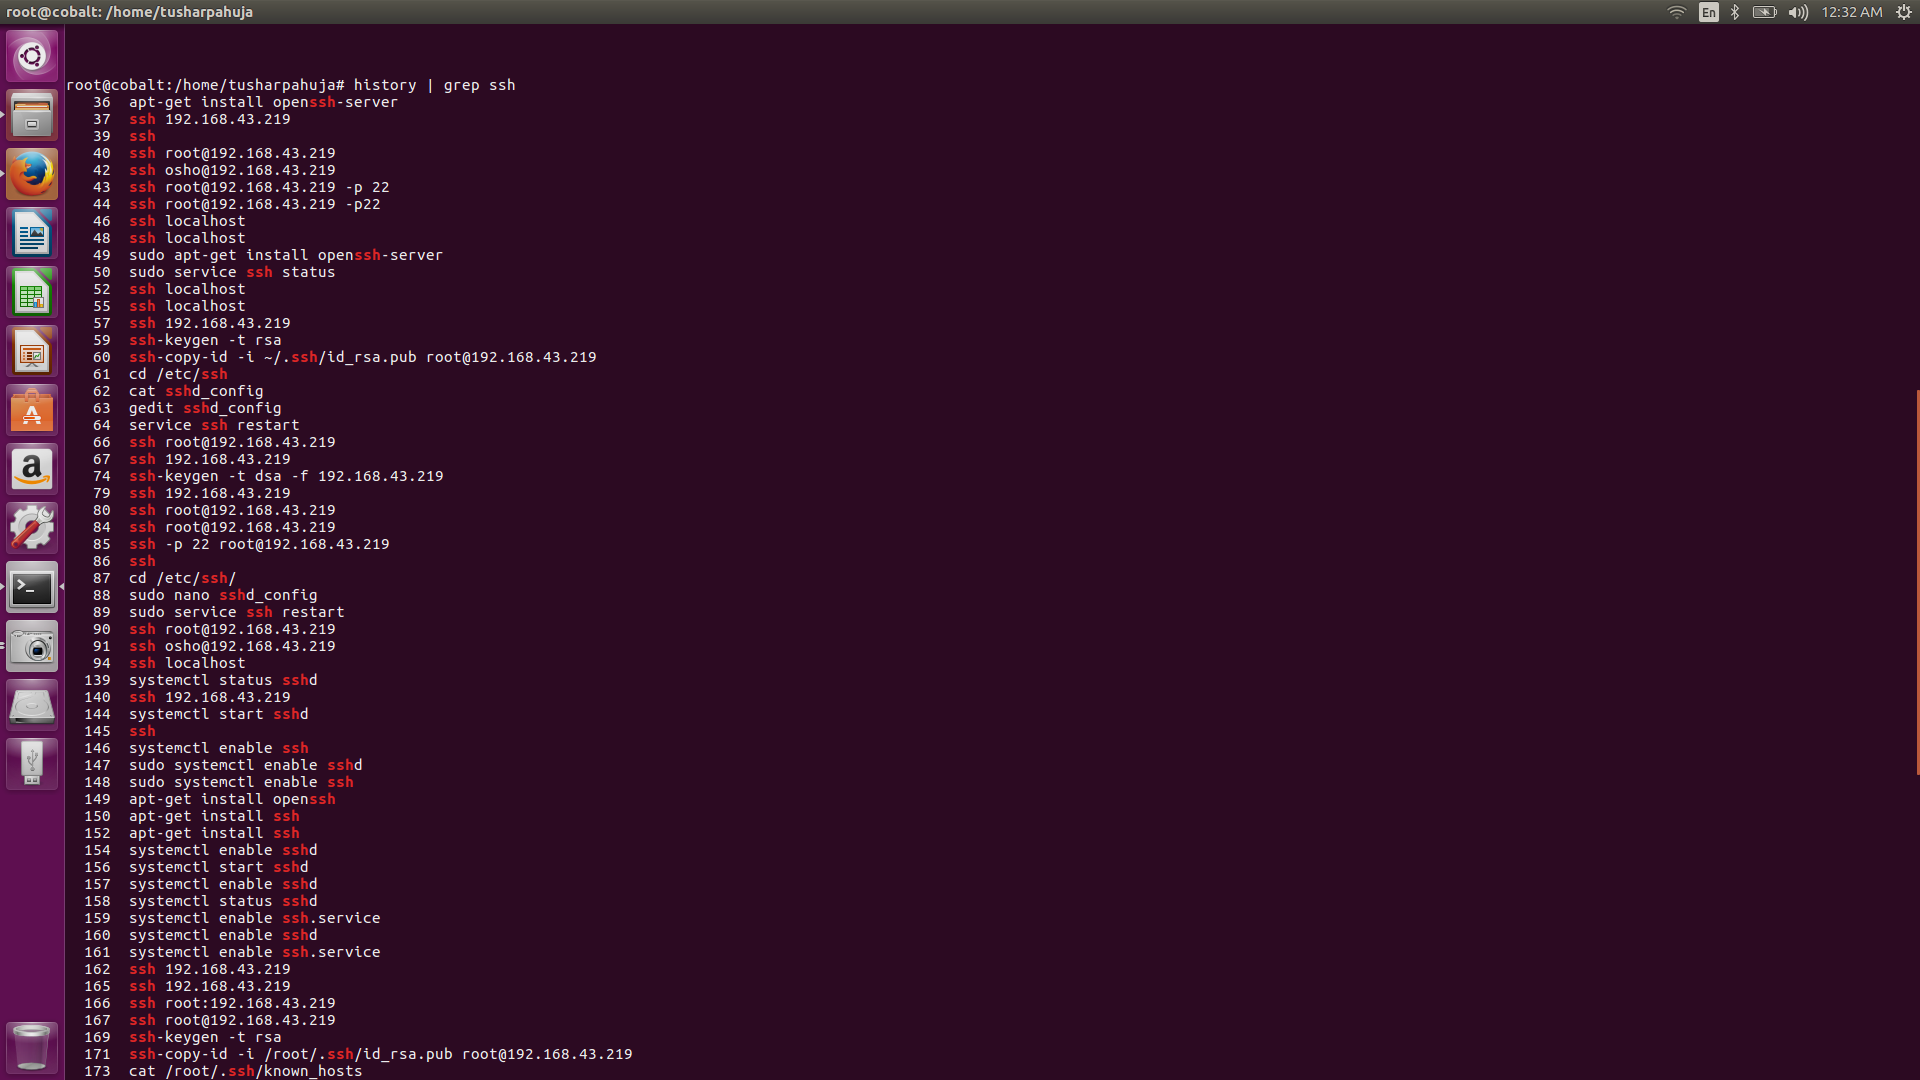 root@cobalt: /home/tusharpahuja
En
12:32 AM
root@cobalt:/home/tusharpahuja# history | grep ssh
36 apt-get install openssh-server
37 ssh 192.168.43.219
39 ssh
40 ssh root@192.168.43.219
42 ssh osho@192.168.43.219
43 ssh root@192.168.43.219 -p 22
44 ssh root@192.168.43.219 -p22
46 ssh localhost
48 ssh localhost
49 sudo apt-get install openssh-server
50 sudo service ssh status
52 ssh localhost
55 ssh localhost
57 ssh 192.168.43.219
59 ssh-keygen -t rsa
60 ssh-copy-id -i ~/.ssh/id_rsa.pub root@192.168.43.219
61 cd /etc/ssh
62 cat sshd_config
63 gedit sshd_config
64 service ssh restart
66 ssh root@192.168.43.219
67 ssh 192.168.43.219
74 ssh-keygen -t dsa -f 192.168.43.219
79 ssh 192.168.43.219
80 ssh root@192.168.43.219
84 ssh root@192.168.43.219
85 ssh -p 22 root@192.168.43.219
86 ssh
87 cd /etc/ssh/
88 sudo nano sshd_config
89 sudo service ssh restart
90 ssh root@192.168.43.219
91 ssh osho@192.168.43.219
94 ssh localhost
139 systemctl status sshd
140 ssh 192.168.43.219
144 systemctl start sshd
145 ssh
146 systemctl enable ssh
147 sudo systemctl enable sshd
148 sudo systemctl enable ssh
149 apt-get install openssh
150 apt-get install ssh
152 apt-get install ssh
154 systemctl enable sshd
156 systemctl start sshd
157 systemctl enable sshd
158 systemctl status sshd
159 systemctl enable ssh.service
160 systemctl enable sshd
161 systemctl enable ssh.service
162 ssh 192.168.43.219
165 ssh 192.168.43.219
166 ssh root:192.168.43.219
167 ssh root@192.168.43.219
169 ssh-keygen -t rsa
171 ssh-copy-id -i /root/.ssh/id_rsa.pub root@192.168.43.219
173 cat /root/.ssh/known_hosts